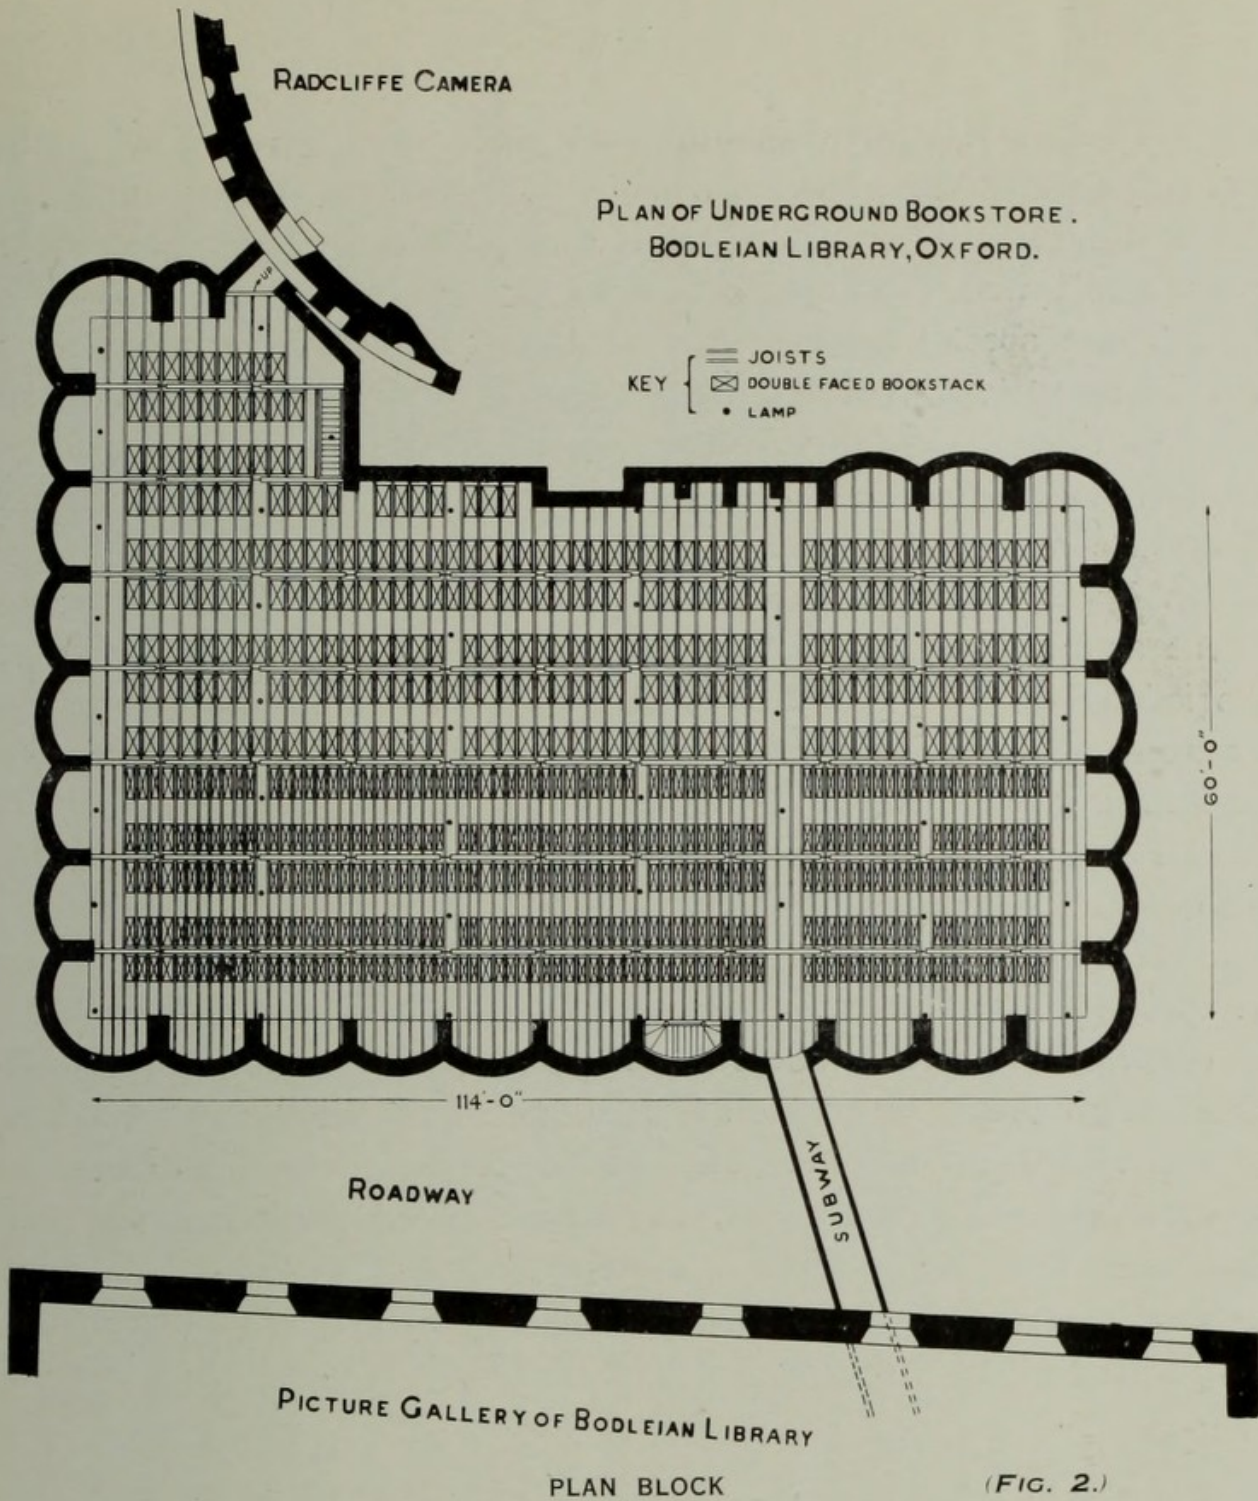 RADCLIFFE CAMERA
PLAN OF UNDERGROUND BOOKSTORE.
BODLEIAN LIBRARY, OXFORD.
UP
KEY
JOISTS
DOUBLE FACED BOOKSTACK
LAMP
60'-0"
114'-0"
SUBWAY
ROADWAY
PICTURE GALLERY OF BODLEIAN LIBRARY
PLAN BLOCK
(FIG. 2.)